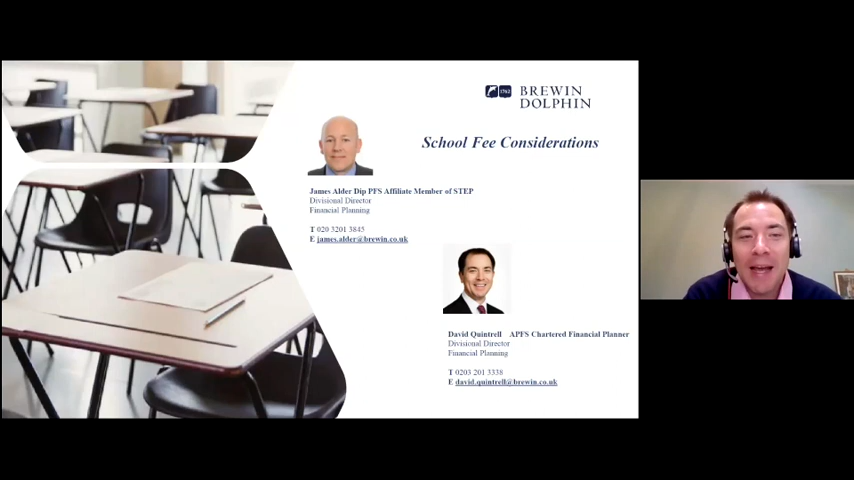 1762
BREWIN
DOLPHIN
School Fee Considerations
James Alder Dip PFS Affiliate Member of STEP
Divisional Director
Financial Planning
T 020 3201 3845
E james.alder@brewin.co.uk
David Quintrell APFS Chartered Financial Planner
Divisional Director
Financial Planning
T 0203 201 3338
E david.quintrell@brewin.co.uk